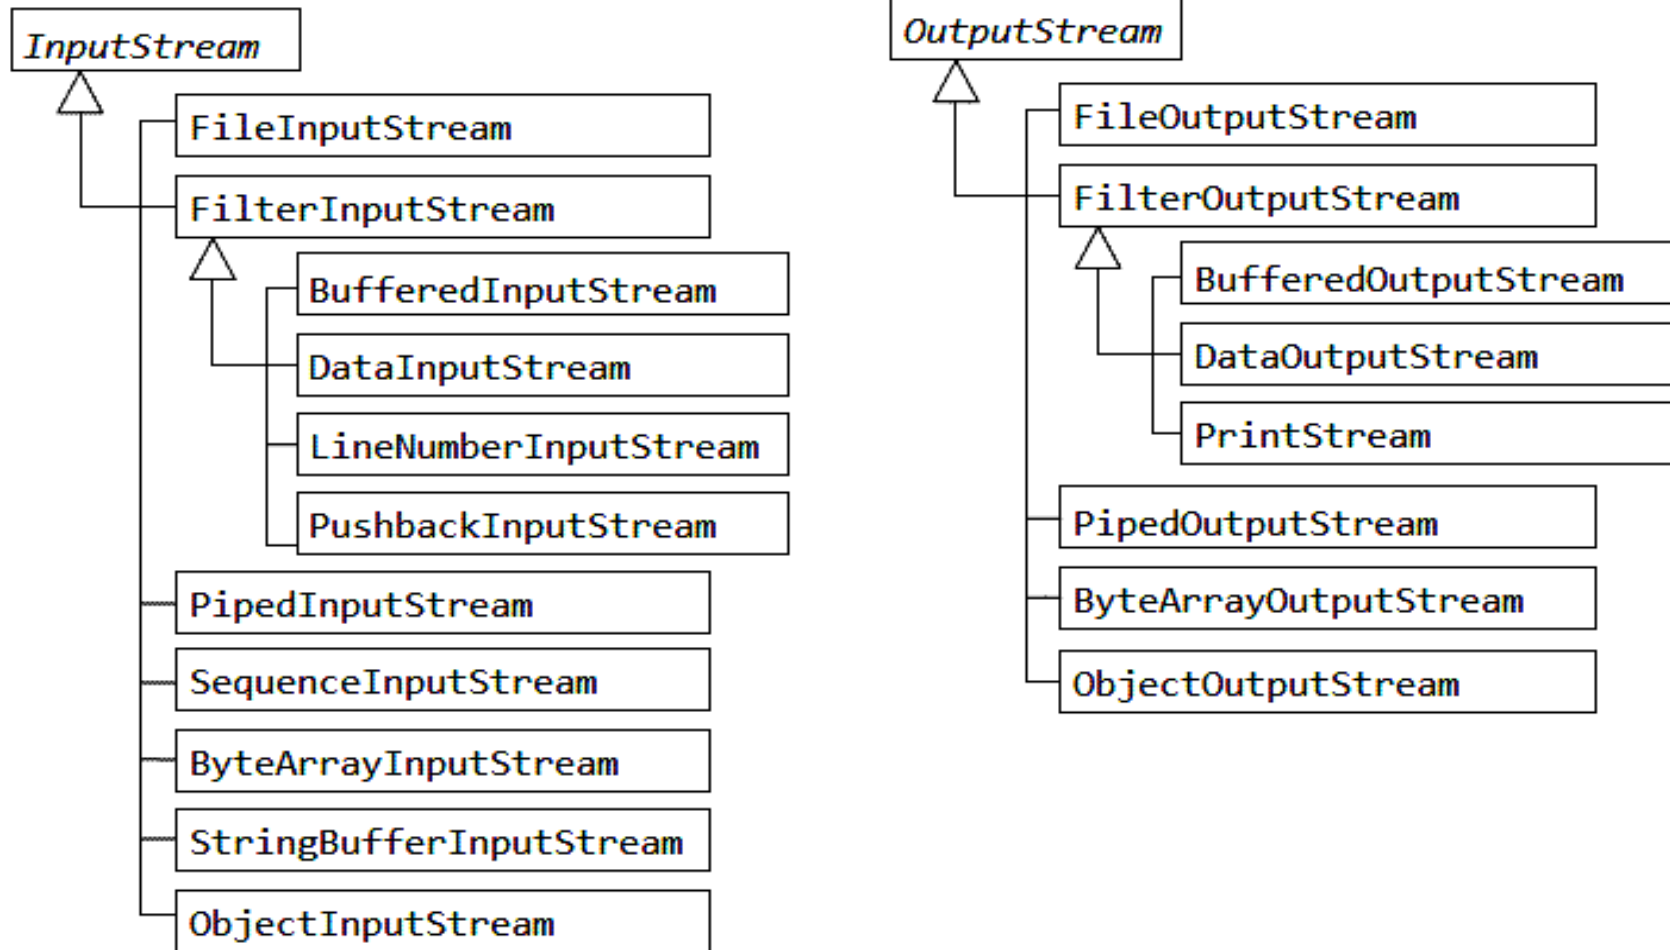 InputStream
FileInputStream
FilterInputStream
BufferedInputStream
DataInputStream
LineNumberInputStream
PushbackInputStream
PipedInputStream
SequenceInputStream
ByteArrayInputStream
StringBufferInputStream
ObjectInputStream
OutputStream
FileOutputStream
FilterOutputStream
BufferedOutputStream
DataOutputStream
PrintStream
PipedOutputStream
ByteArrayOutputStream
ObjectOutputStream